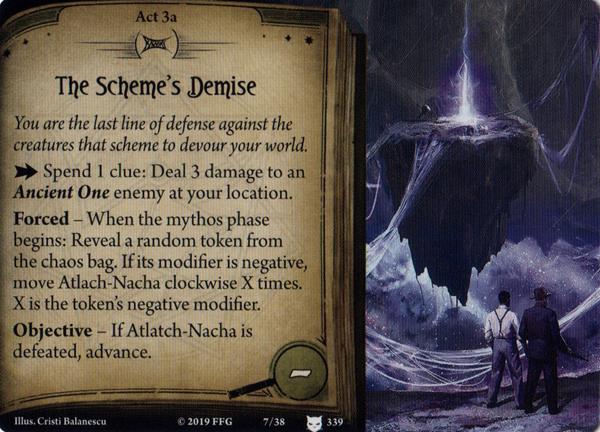 Act 3a
The Scheme's Demise
You are the last line of defense against the
creatures that scheme to devour your world.
Spend 1 clue: Deal 3 damage to an
Ancient One enemy at your location.
Forced – When the mythos phase
begins: Reveal a random token from
the chaos bag. If its modifier is negative,
move Atlach-Nacha clockwise X times.
X is the token's negative modifier.
Objective – If Atlatch-Nacha is
defeated, advance.
–
Illus. Cristi Balanescu © 2019 FFG 7/38 339